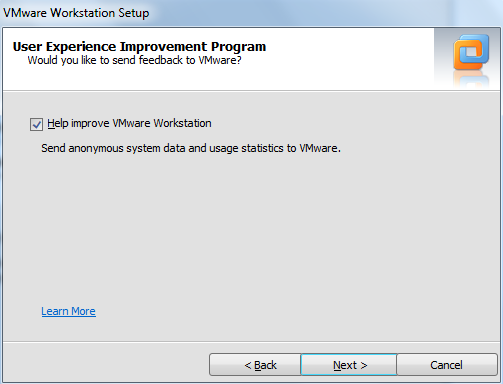 VMware Workstation Setup
User Experience Improvement Program
Would you like to send feedback to VMware?
Help improve VMware Workstation
Send anonymous system data and usage statistics to VMware.
Learn More
< Back
Next >
Cancel